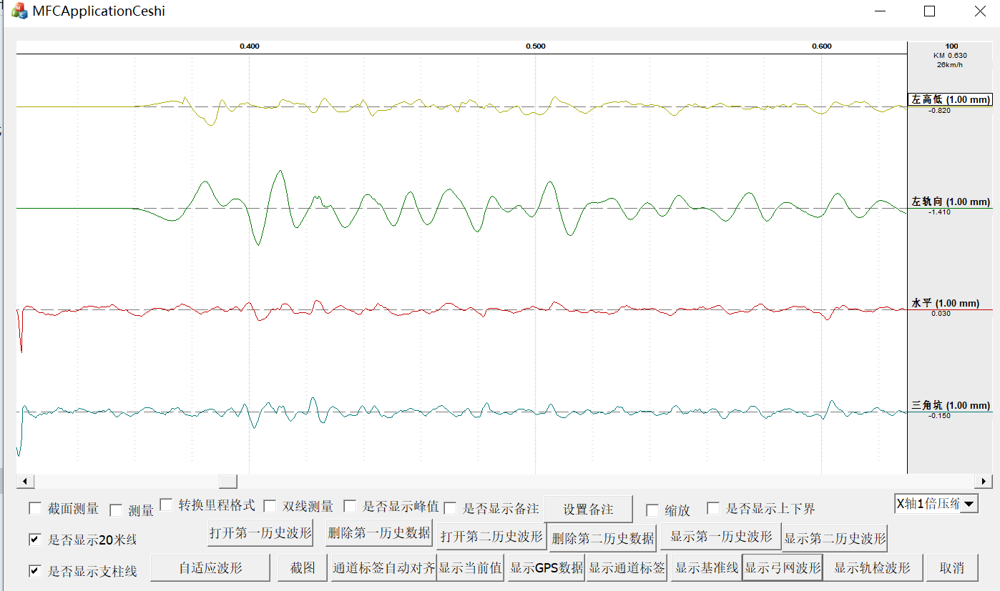 MFCApplicationCeshi
0.400 0.500 0.600 100
KM 0.630
26km/h
左高低 (1.00 mm)
-0.820
左轨向 (1.00 mm)
-1.410
水平 (1.00 mm)
0.030
三角坑 (1.00 mm)
-0.150
截面测量 测量 转换里程格式 双线测量 是否显示峰值 是否显示备注 设置备注 缩放 是否显示上下界 X轴1倍压缩
是否显示20米线 打开第一历史波形 删除第一历史数据 打开第二历史波形 删除第二历史数据 显示第一历史波形 显示第二历史波形
是否显示支柱线 自适应波形 截图 通道标签自动对齐 显示当前值 显示GPS数据 显示通道标签 显示基准线 显示弓网波形 显示轨检波形 取消